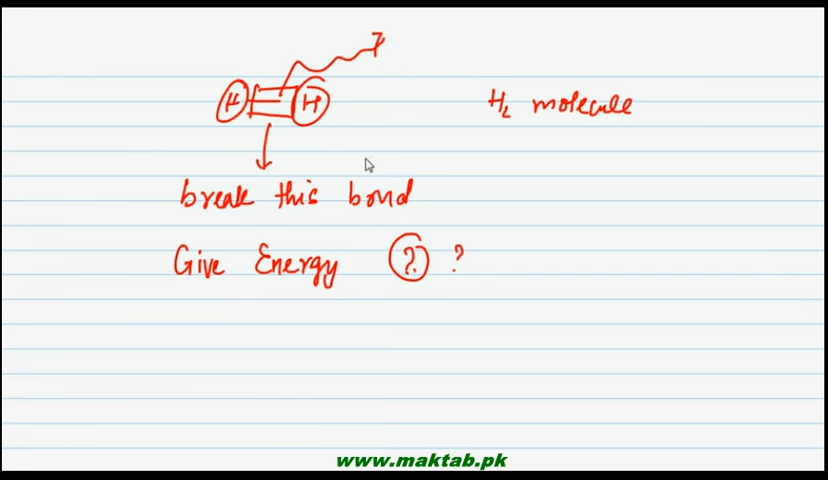 H H
H₂ molecule
break this bond
Give Energy ? ?
www.maktab.pk